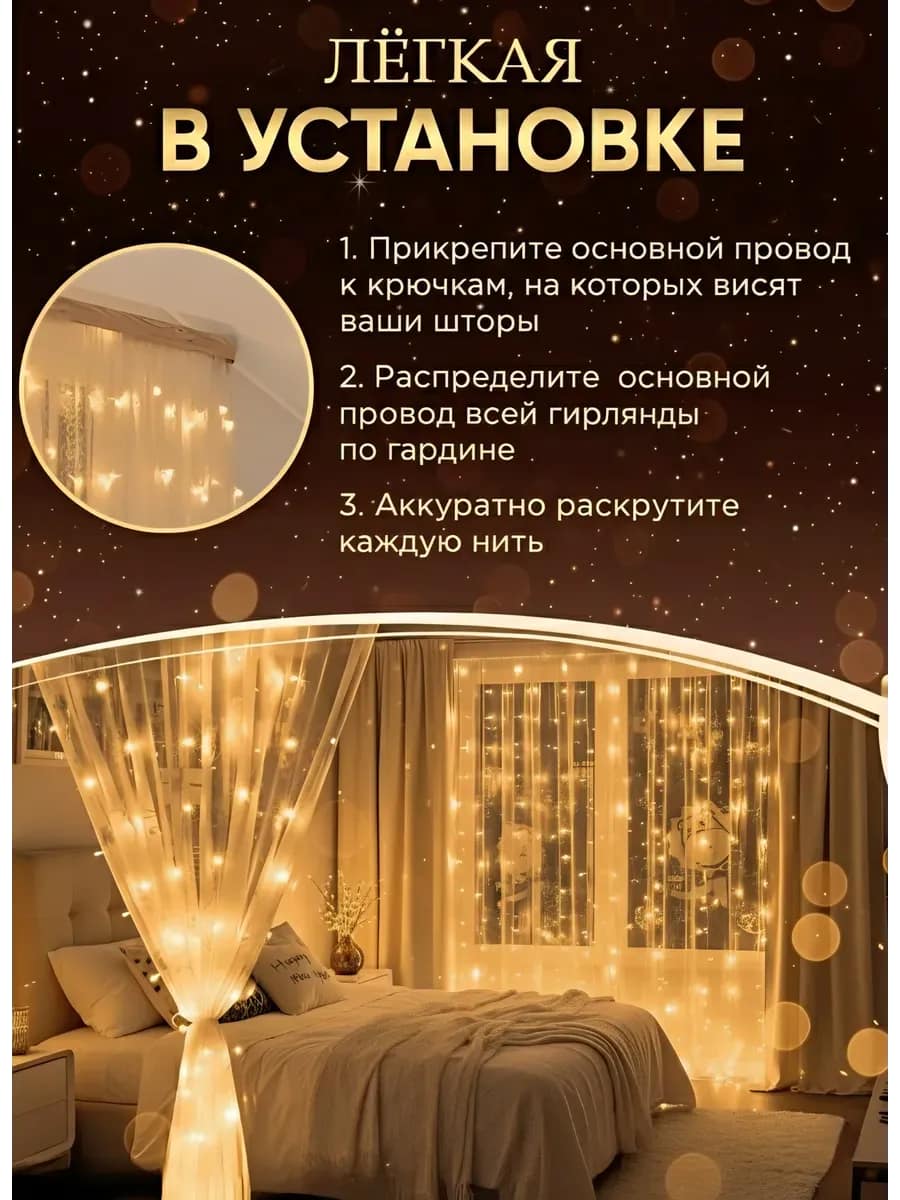 ЛЁГКАЯ
В УСТАНОВКЕ
1. Прикрепите основной провод
к крючкам, на которых висят
ваши шторы
2. Распределите основной
провод всей гирлянды
по гардине
3. Аккуратно раскрутите
каждую нить